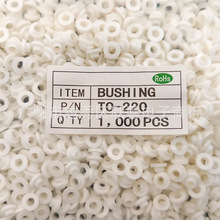 RoHs
ITEM BUSHING
P/N TO-220
Q'TY 1,000PCS